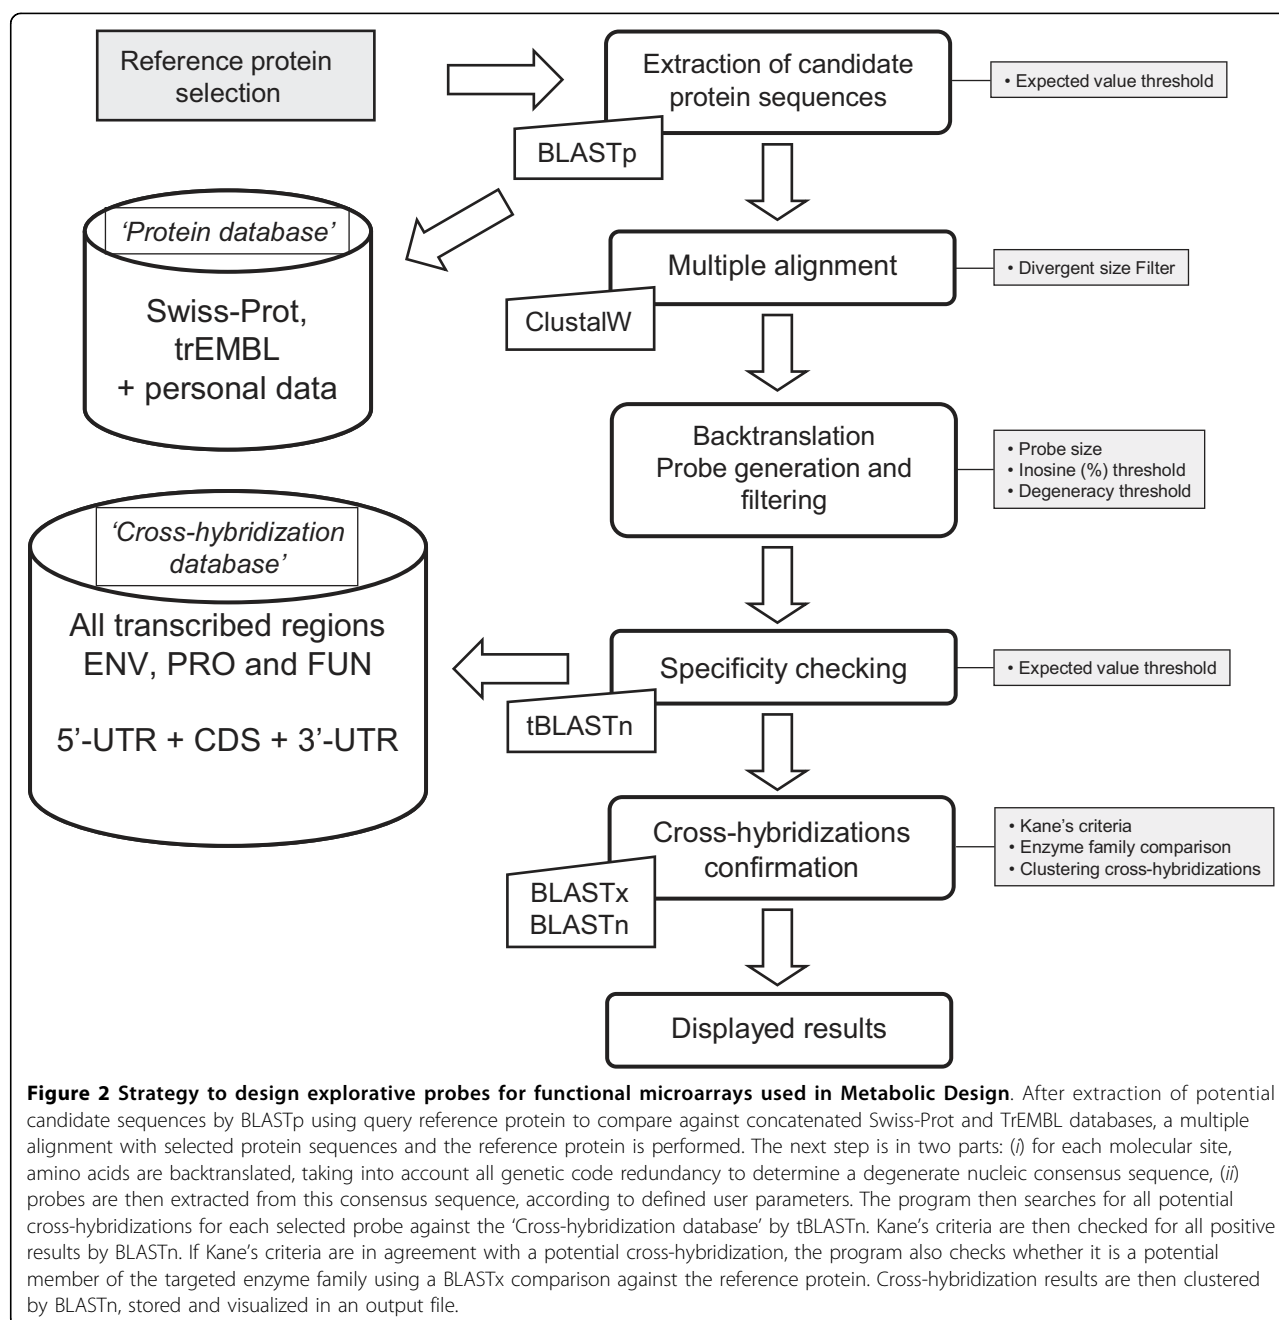 Reference protein
selection
Extraction of candidate
protein sequences
• Expected value threshold
BLASTp
‘Protein database’
Swiss-Prot,
trEMBL
+ personal data
Multiple alignment
• Divergent size Filter
ClustalW
Backtranslation
Probe generation and
filtering
• Probe size
• Inosine (%) threshold
• Degeneracy threshold
‘Cross-hybridization
database’
All transcribed regions
ENV, PRO and FUN
5’-UTR + CDS + 3’-UTR
Specificity checking
• Expected value threshold
tBLASTn
Cross-hybridizations
confirmation
• Kane’s criteria
• Enzyme family comparison
• Clustering cross-hybridizations
BLASTx
BLASTn
Displayed results
Figure 2 Strategy to design explorative probes for functional microarrays used in Metabolic Design. After extraction of potential
candidate sequences by BLASTp using query reference protein to compare against concatenated Swiss-Prot and TrEMBL databases, a multiple
alignment with selected protein sequences and the reference protein is performed. The next step is in two parts: (i) for each molecular site,
amino acids are backtranslated, taking into account all genetic code redundancy to determine a degenerate nucleic consensus sequence, (ii)
probes are then extracted from this consensus sequence, according to defined user parameters. The program then searches for all potential
cross-hybridizations for each selected probe against the ‘Cross-hybridization database’ by tBLASTn. Kane’s criteria are then checked for all positive
results by BLASTn. If Kane’s criteria are in agreement with a potential cross-hybridization, the program also checks whether it is a potential
member of the targeted enzyme family using a BLASTx comparison against the reference protein. Cross-hybridization results are then clustered
by BLASTn, stored and visualized in an output file.